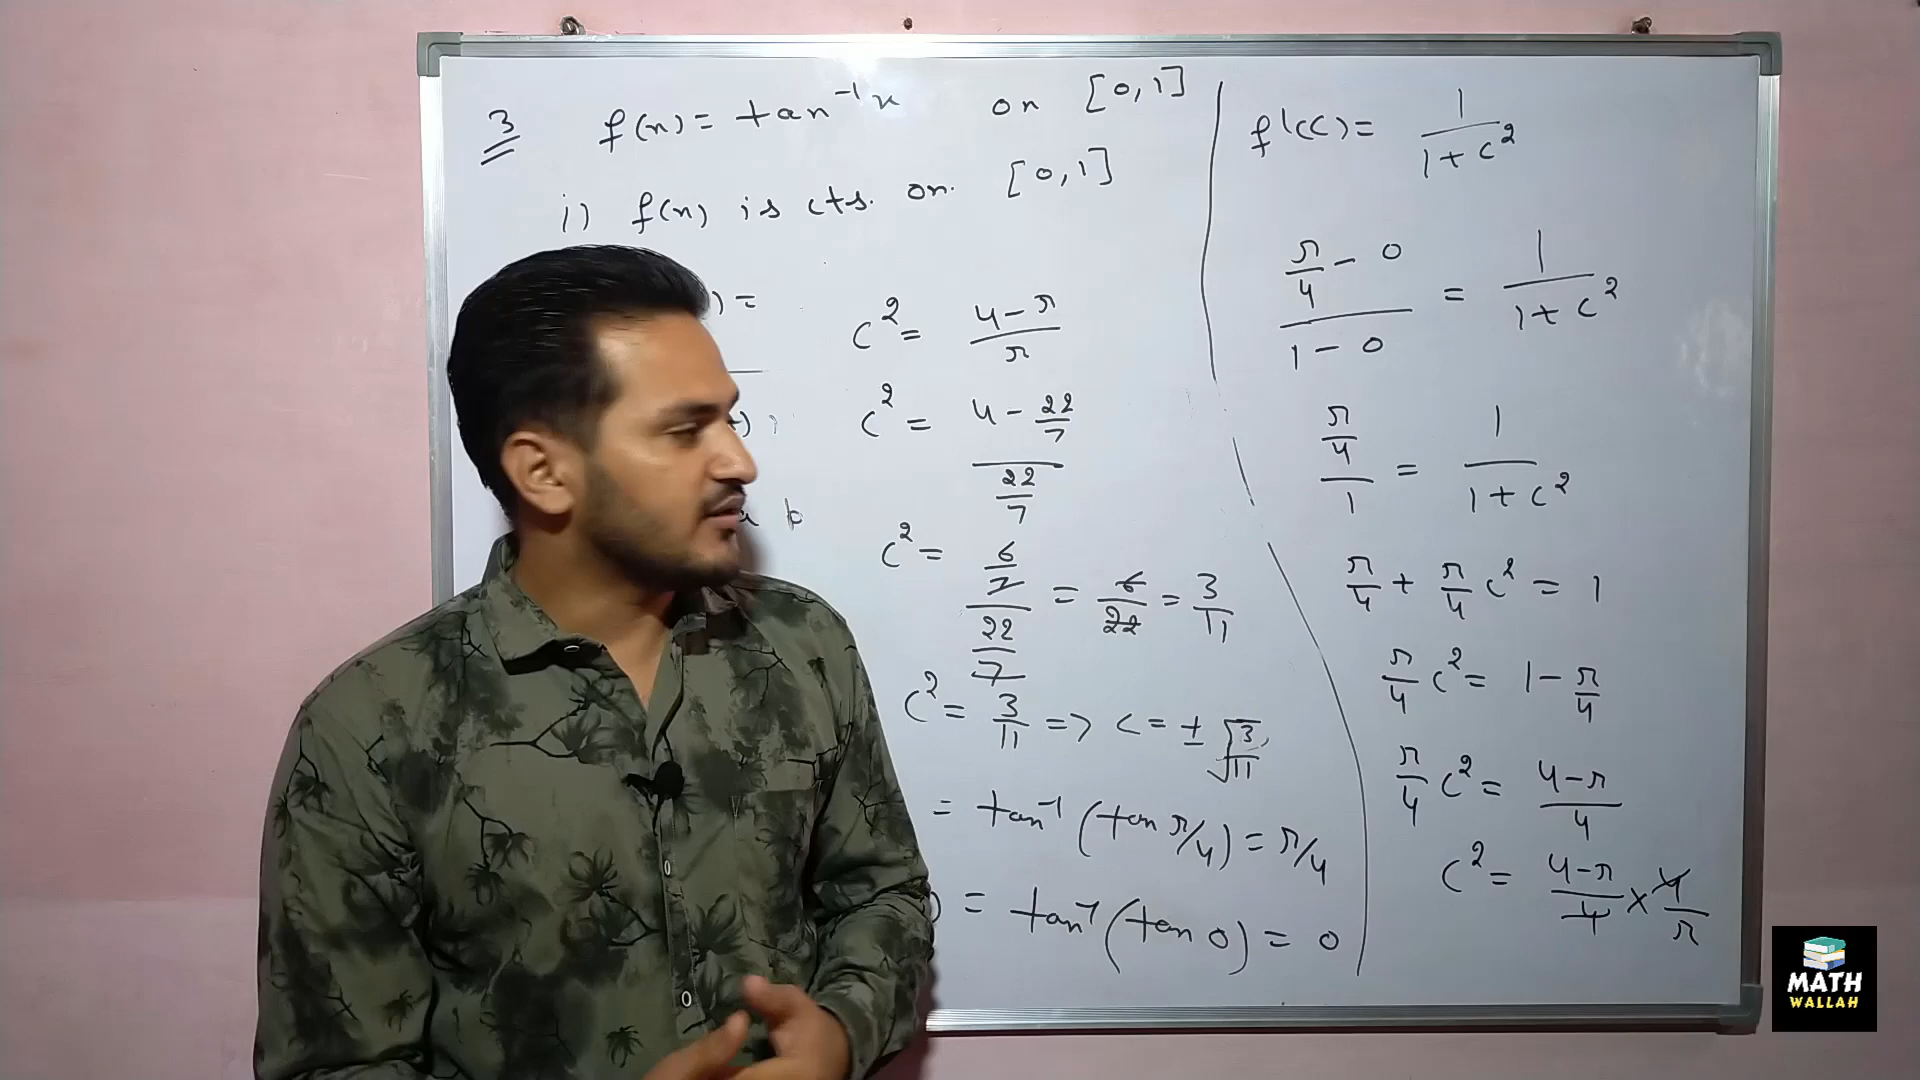 3 f(x) = tan⁻¹x on [0,1]
i) f(x) is cts. on. [0,1]
) =
c² = (4-π)/π
c² = (4 - 22/7)/(22/7)
c² = (6/7)/(22/7) = 6/22 = 3/11
c² = 3/11 => c = ± √(3/11)
= tan⁻¹(tan π/4) = π/4
) = tan⁻¹(tan 0) = 0
f'(c) = 1/(1+c²)
(π/4 - 0)/(1 - 0) = 1/(1+c²)
(π/4)/1 = 1/(1+c²)
π/4 + π/4 c² = 1
π/4 c² = 1 - π/4
π/4 c² = (4-π)/4
c² = (4-π)/4 × 4/π
MATH
WALLAH